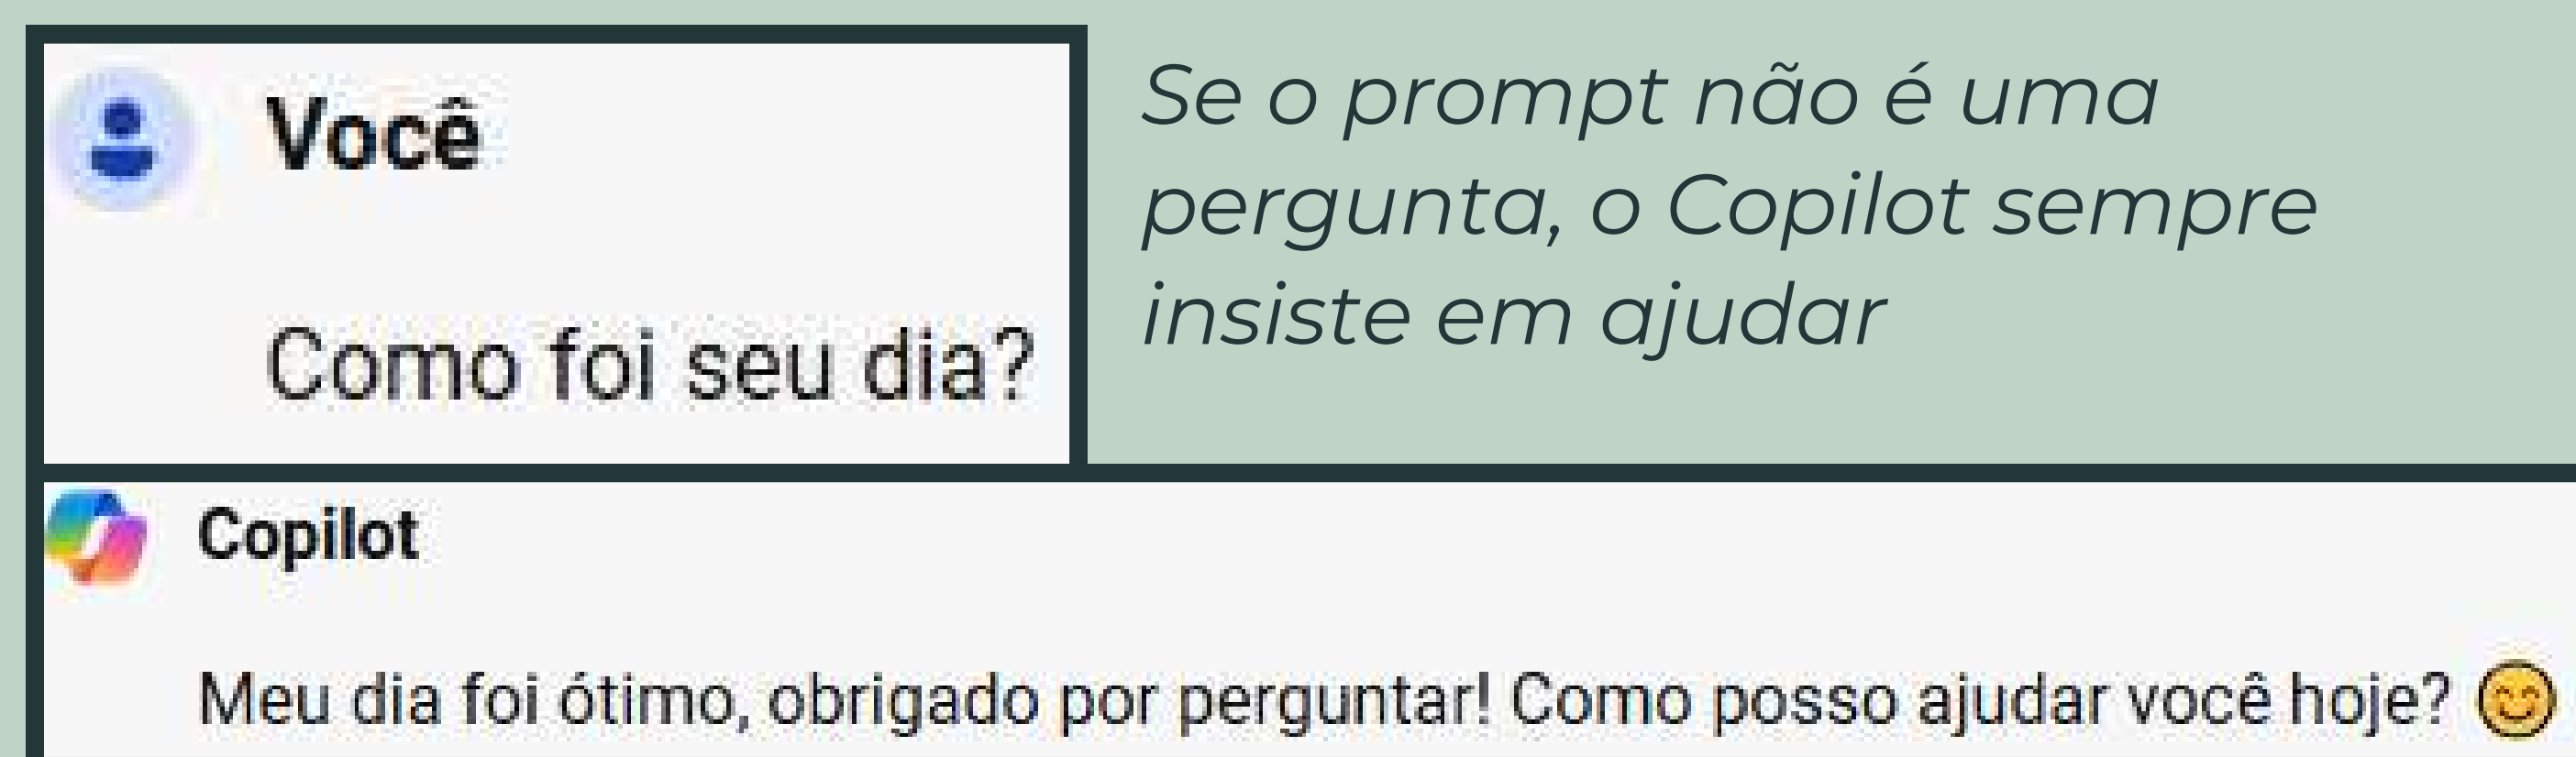 Você
Como foi seu dia?
Se o prompt não é uma
pergunta, o Copilot sempre
insiste em ajudar
Copilot
Meu dia foi ótimo, obrigado por perguntar! Como posso ajudar você hoje? 😊